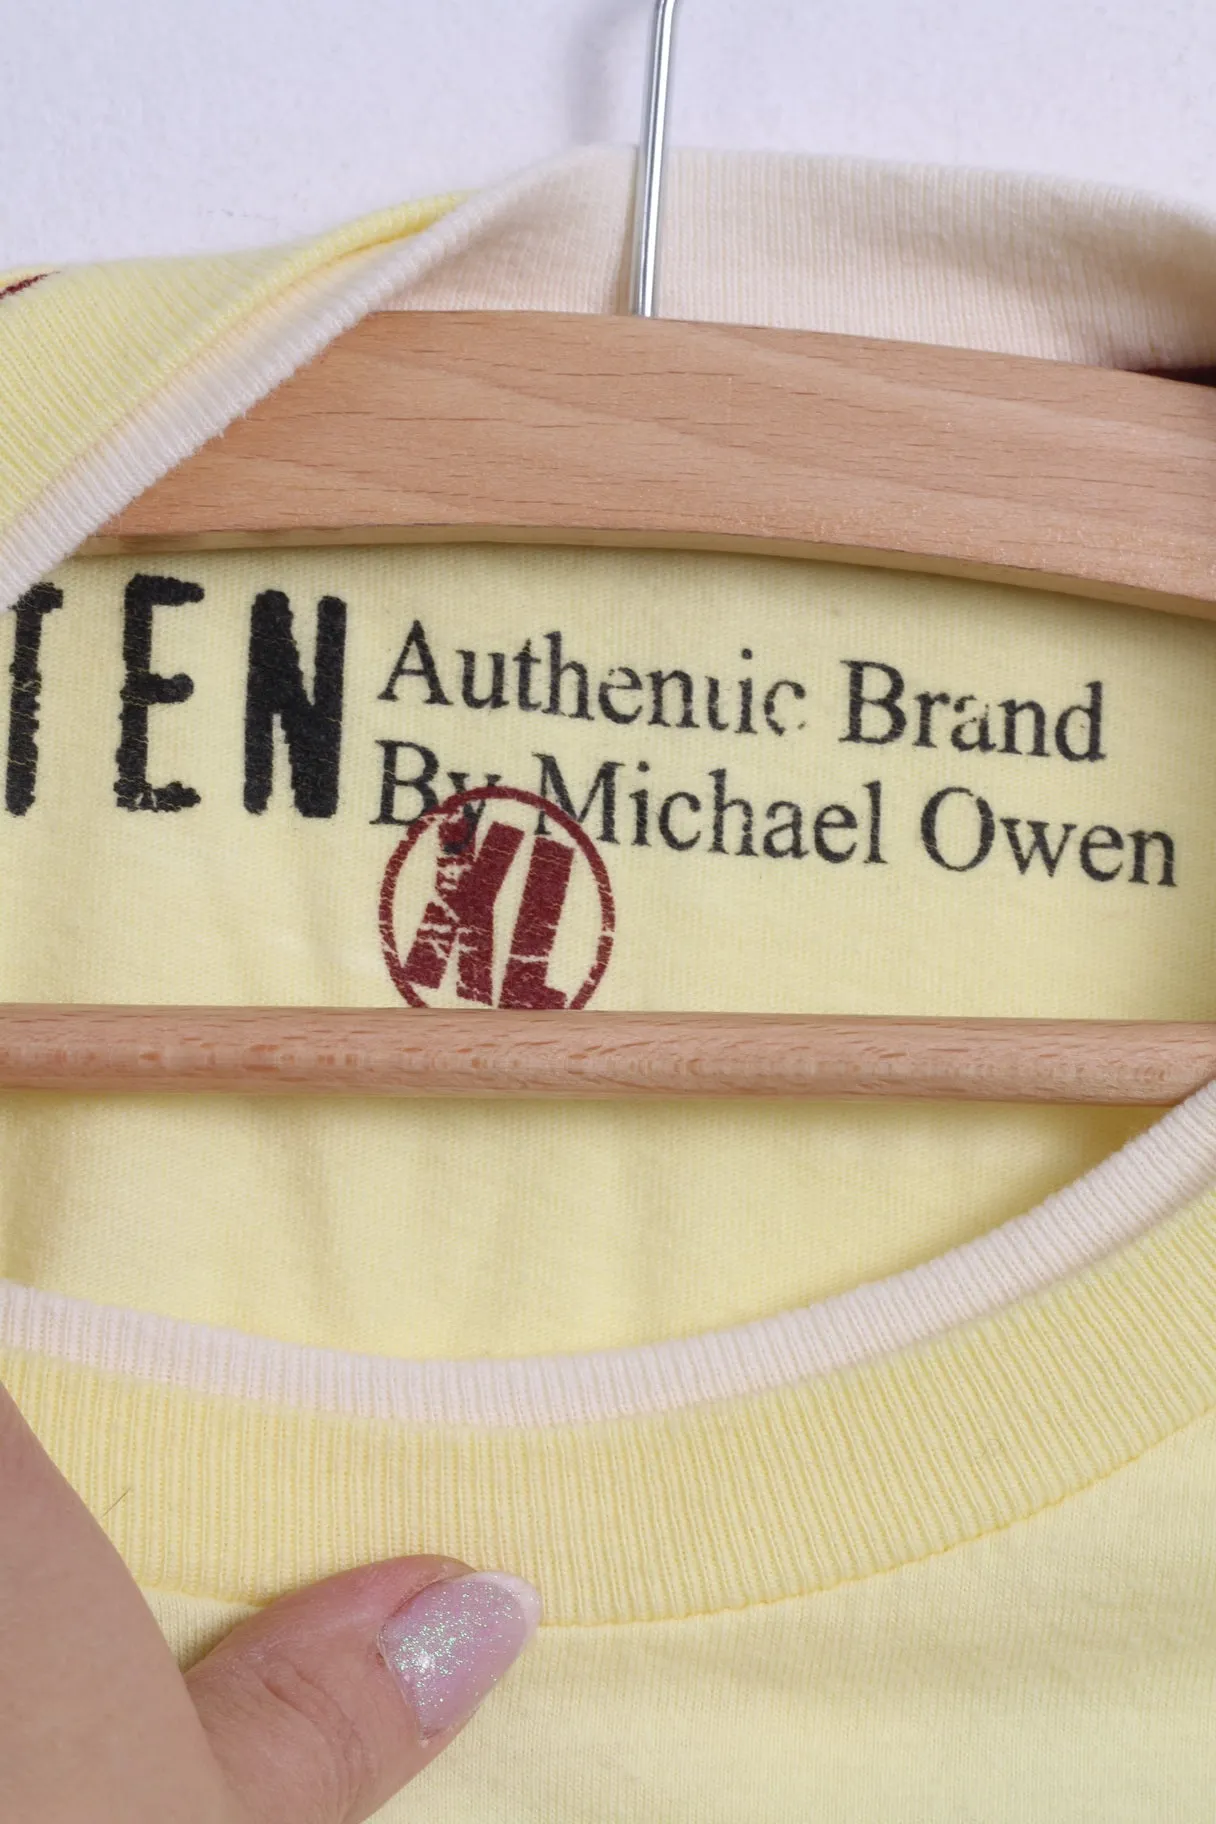 TEN
Authentic Brand
By Michael Owen
XL